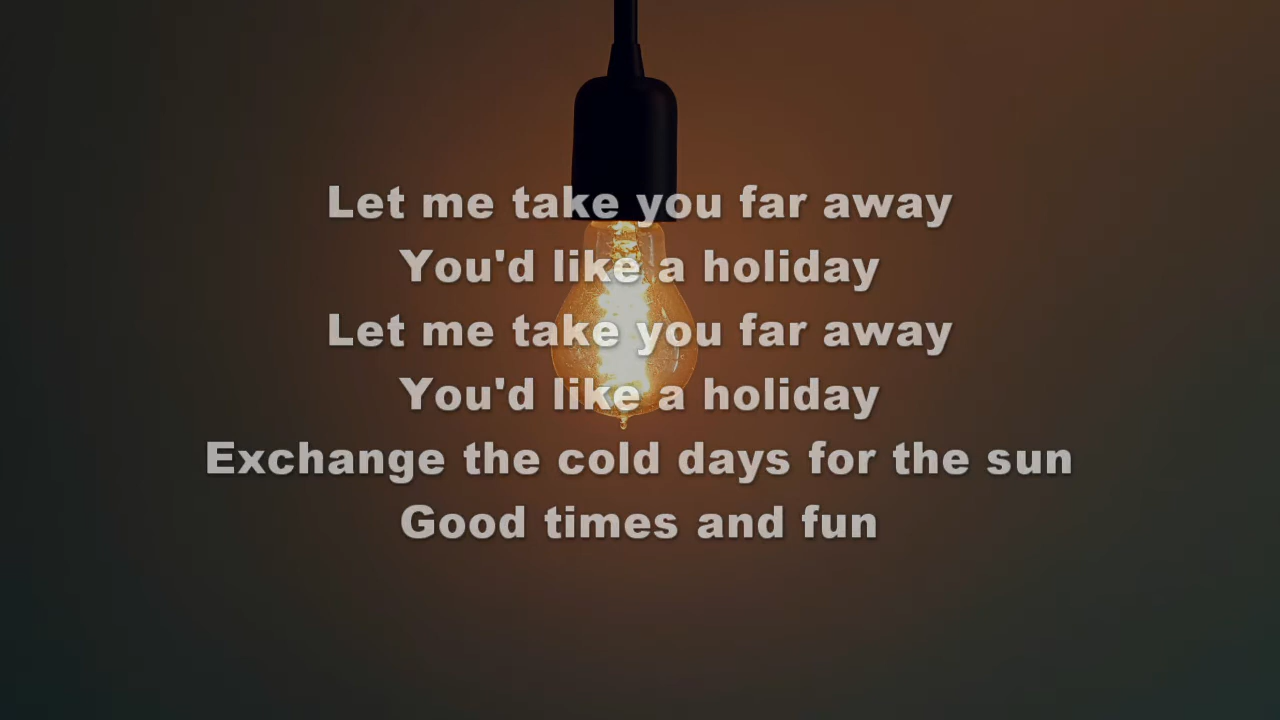 Let me take you far away
You'd like a holiday
Let me take you far away
You'd like a holiday
Exchange the cold days for the sun
Good times and fun